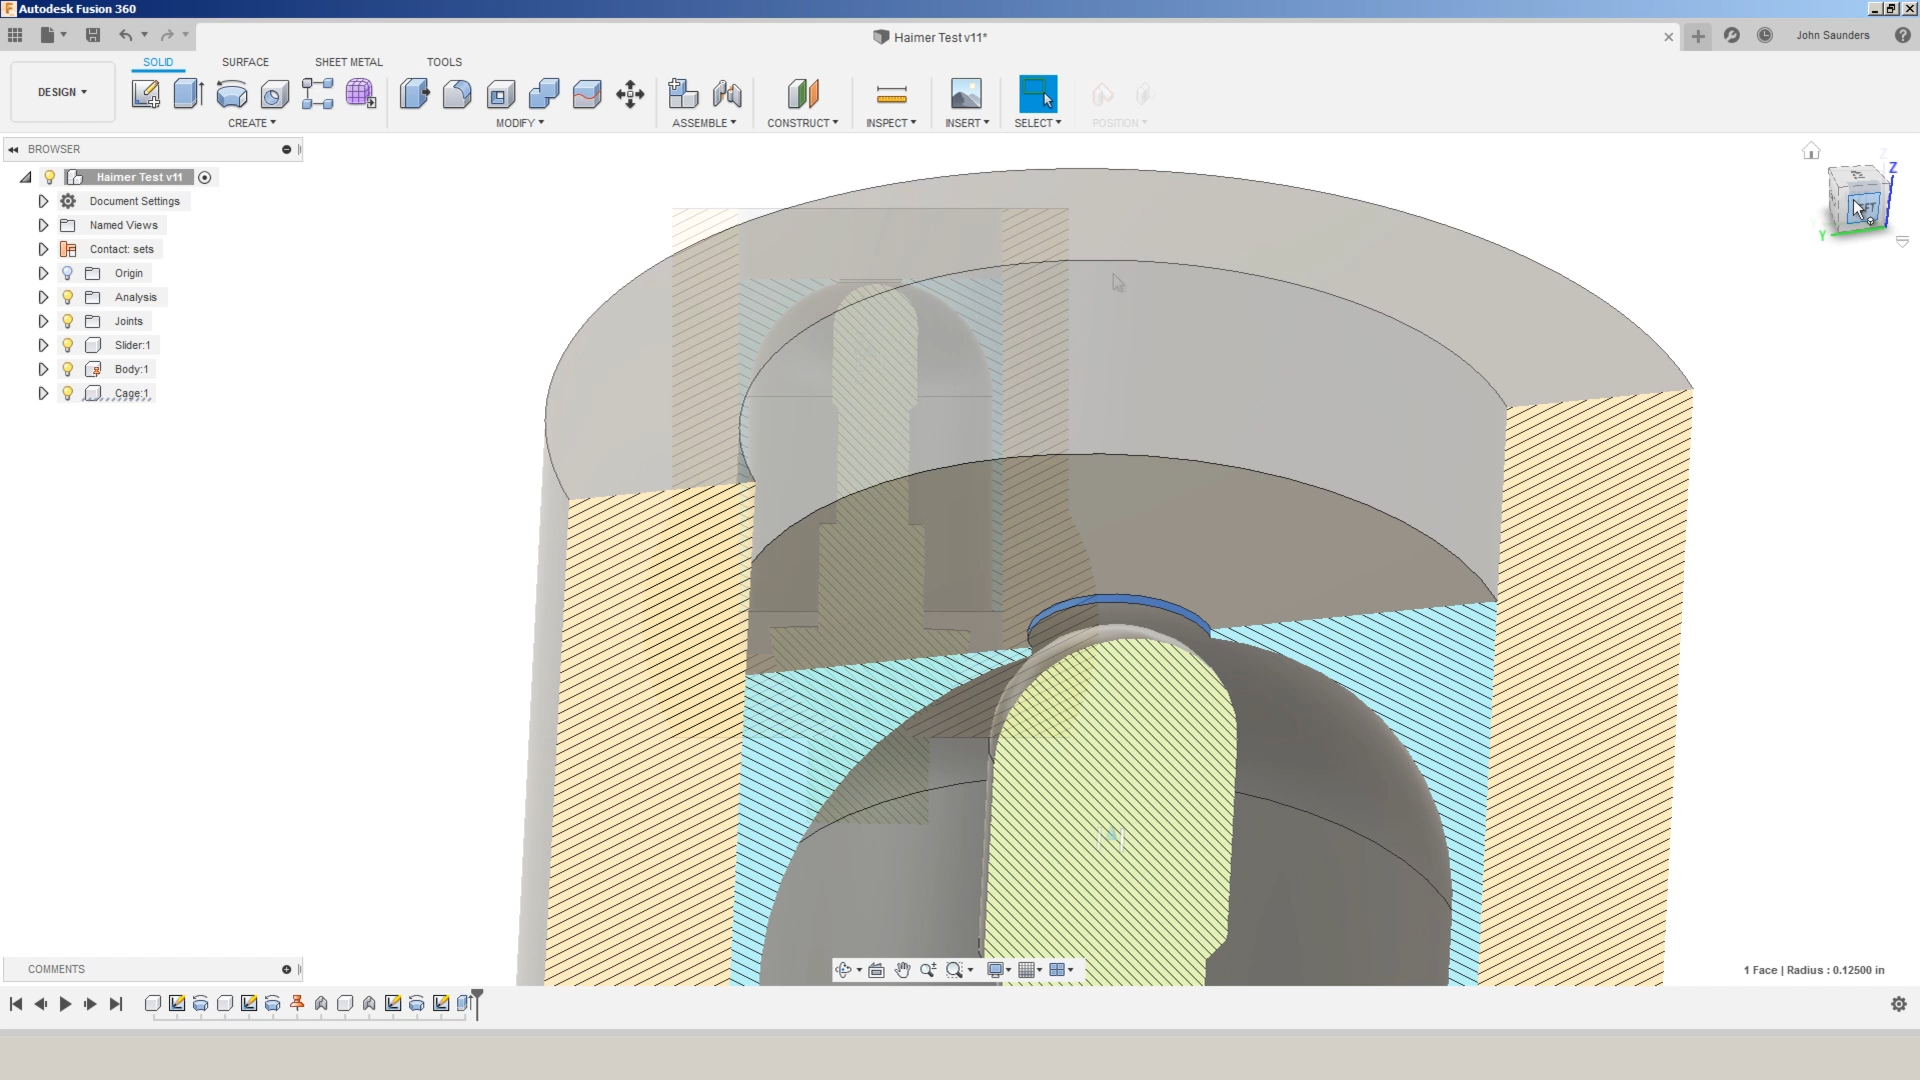 Autodesk Fusion 360
Haimer Test v11*
John Saunders
DESIGN
SOLID
SURFACE
SHEET METAL
TOOLS
CREATE
MODIFY
ASSEMBLE
CONSTRUCT
INSPECT
INSERT
SELECT
POSITION
BROWSER
Haimer Test v11
Document Settings
Named Views
Contact: sets
Origin
Analysis
Joints
Slider:1
Body:1
Cage:1
Z
Y
COMMENTS
1 Face | Radius : 0.12500 in